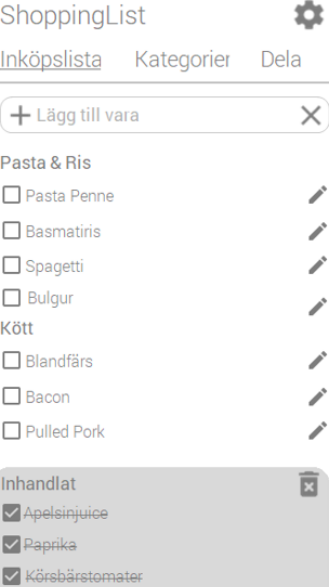 ShoppingList
Inköpslista Kategorier Dela
Lägg till vara
Pasta & Ris
Pasta Penne
Basmatiris
Spagetti
Bulgur
Kött
Blandfärs
Bacon
Pulled Pork
Inhandlat
Apelsinjuice
Paprika
Körsbärstomater